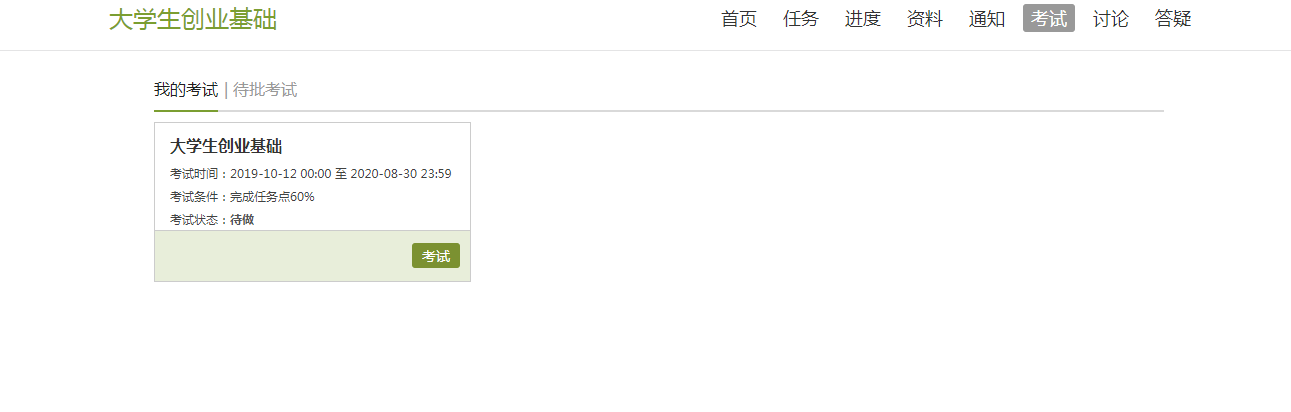 大学生创业基础 首页 任务 进度 资料 通知 考试 讨论 答疑
我的考试 | 待批考试
大学生创业基础
考试时间：2019-10-12 00:00 至 2020-08-30 23:59
考试条件：完成任务点60%
考试状态：待做
考试